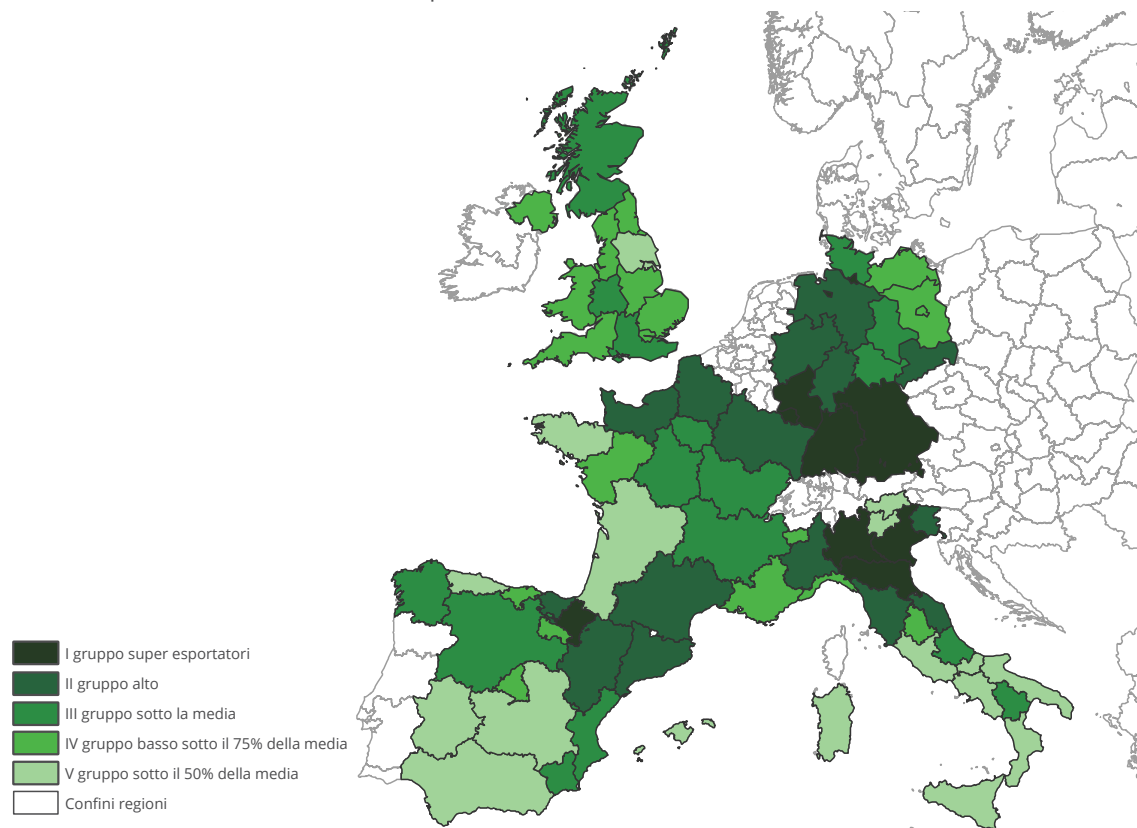 I gruppo super esportatori
II gruppo alto
III gruppo sotto la media
IV gruppo basso sotto il 75% della media
V gruppo sotto il 50% della media
Confini regioni